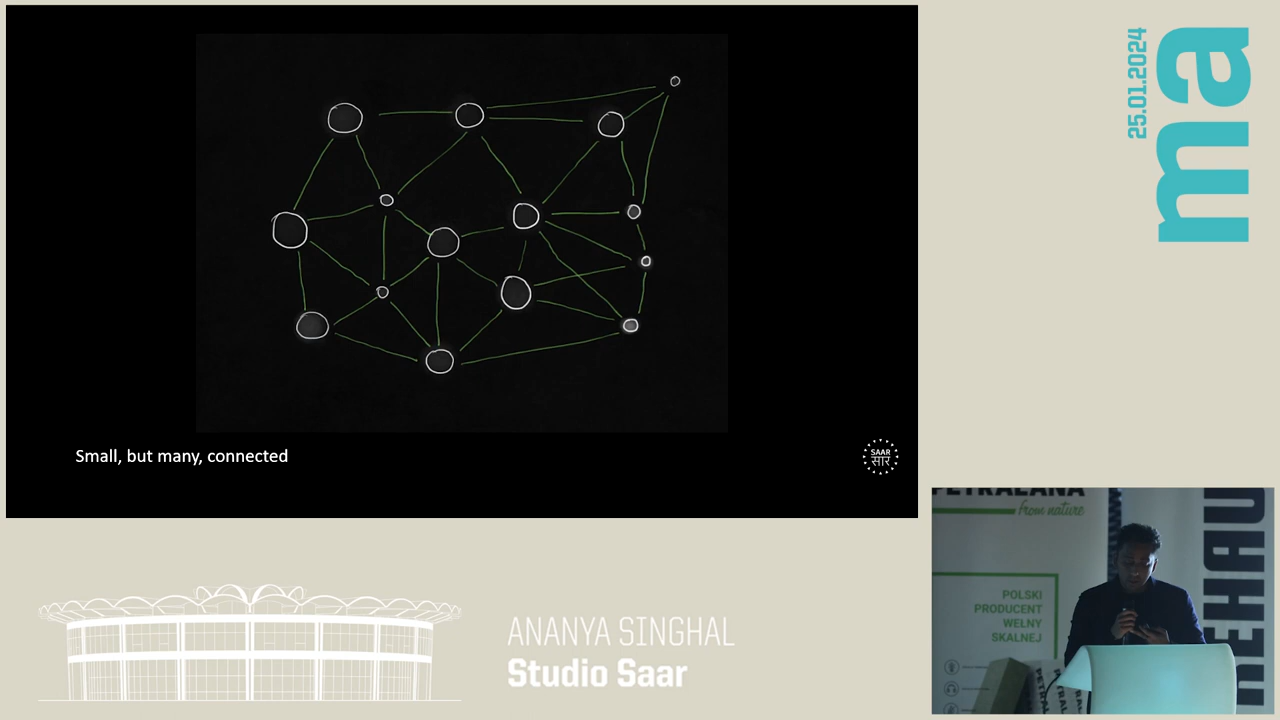 Small, but many, connected
SAAR
सार
25.01.2024
ma
ANANYA SINGHAL
Studio Saar
PETRALANA
from nature
POLSKI
PRODUCENT
WEŁNY
SKALNEJ
REHAU